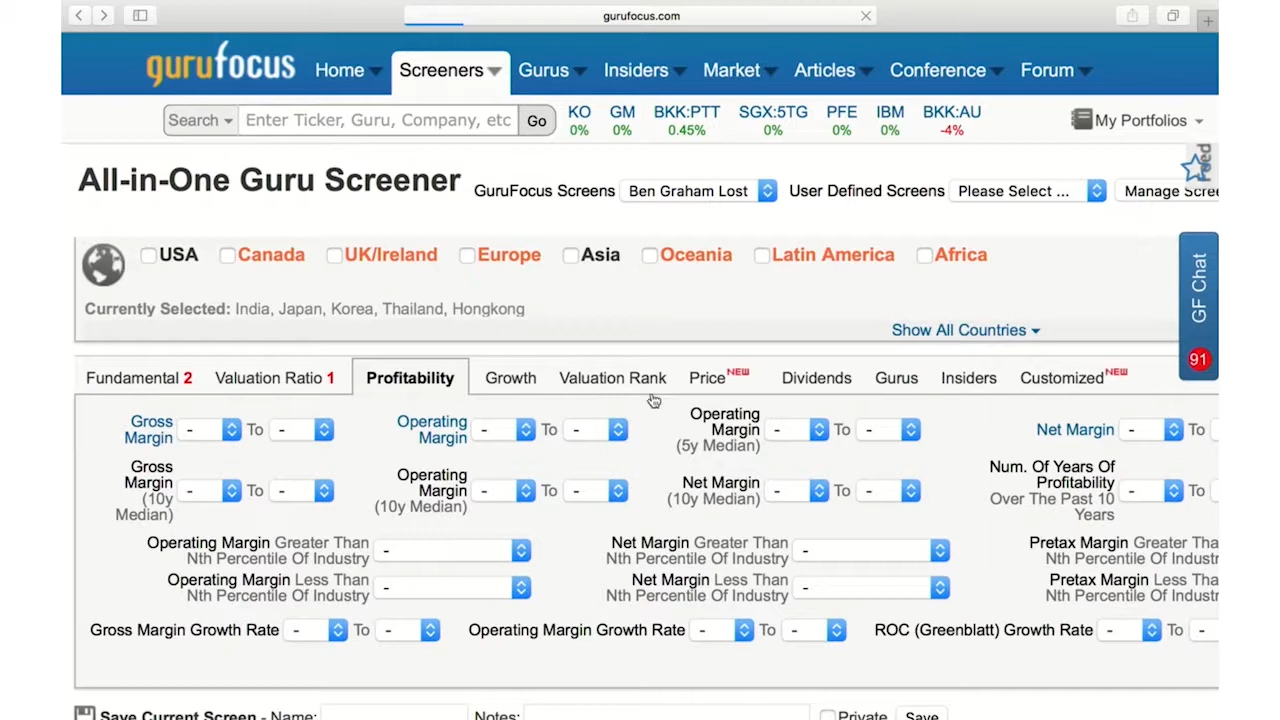 gurufocus.com
gurufocus Home Screeners Gurus Insiders Market Articles Conference Forum
Search Enter Ticker, Guru, Company, etc Go KO GM BKK:PTT SGX:5TG PFE IBM BKK:AU My Portfolios
0% 0% 0.45% 0% 0% 0% -4%
All-in-One Guru Screener GuruFocus Screens Ben Graham Lost User Defined Screens Please Select ... Manage Scree
USA Canada UK/Ireland Europe Asia Oceania Latin America Africa
Currently Selected: India, Japan, Korea, Thailand, Hongkong
Show All Countries
GF Chat
91
Fundamental 2 Valuation Ratio 1 Profitability Growth Valuation Rank Price NEW Dividends Gurus Insiders Customized NEW
Gross Margin - To - Operating Margin - To - Operating Margin (5y Median) - To - Net Margin - To
Gross Margin (10y Median) - To - Operating Margin (10y Median) - To - Net Margin (10y Median) - To - Num. Of Years Of Profitability Over The Past 10 Years - To
Operating Margin Greater Than Nth Percentile Of Industry - Net Margin Greater Than Nth Percentile Of Industry - Pretax Margin Greater Tha Nth Percentile Of Industr
Operating Margin Less Than Nth Percentile Of Industry - Net Margin Less Than Nth Percentile Of Industry - Pretax Margin Less Tha Nth Percentile Of Industr
Gross Margin Growth Rate - To - Operating Margin Growth Rate - To - ROC (Greenblatt) Growth Rate - To -
Save Current Screen - Name: Notes: Private Save